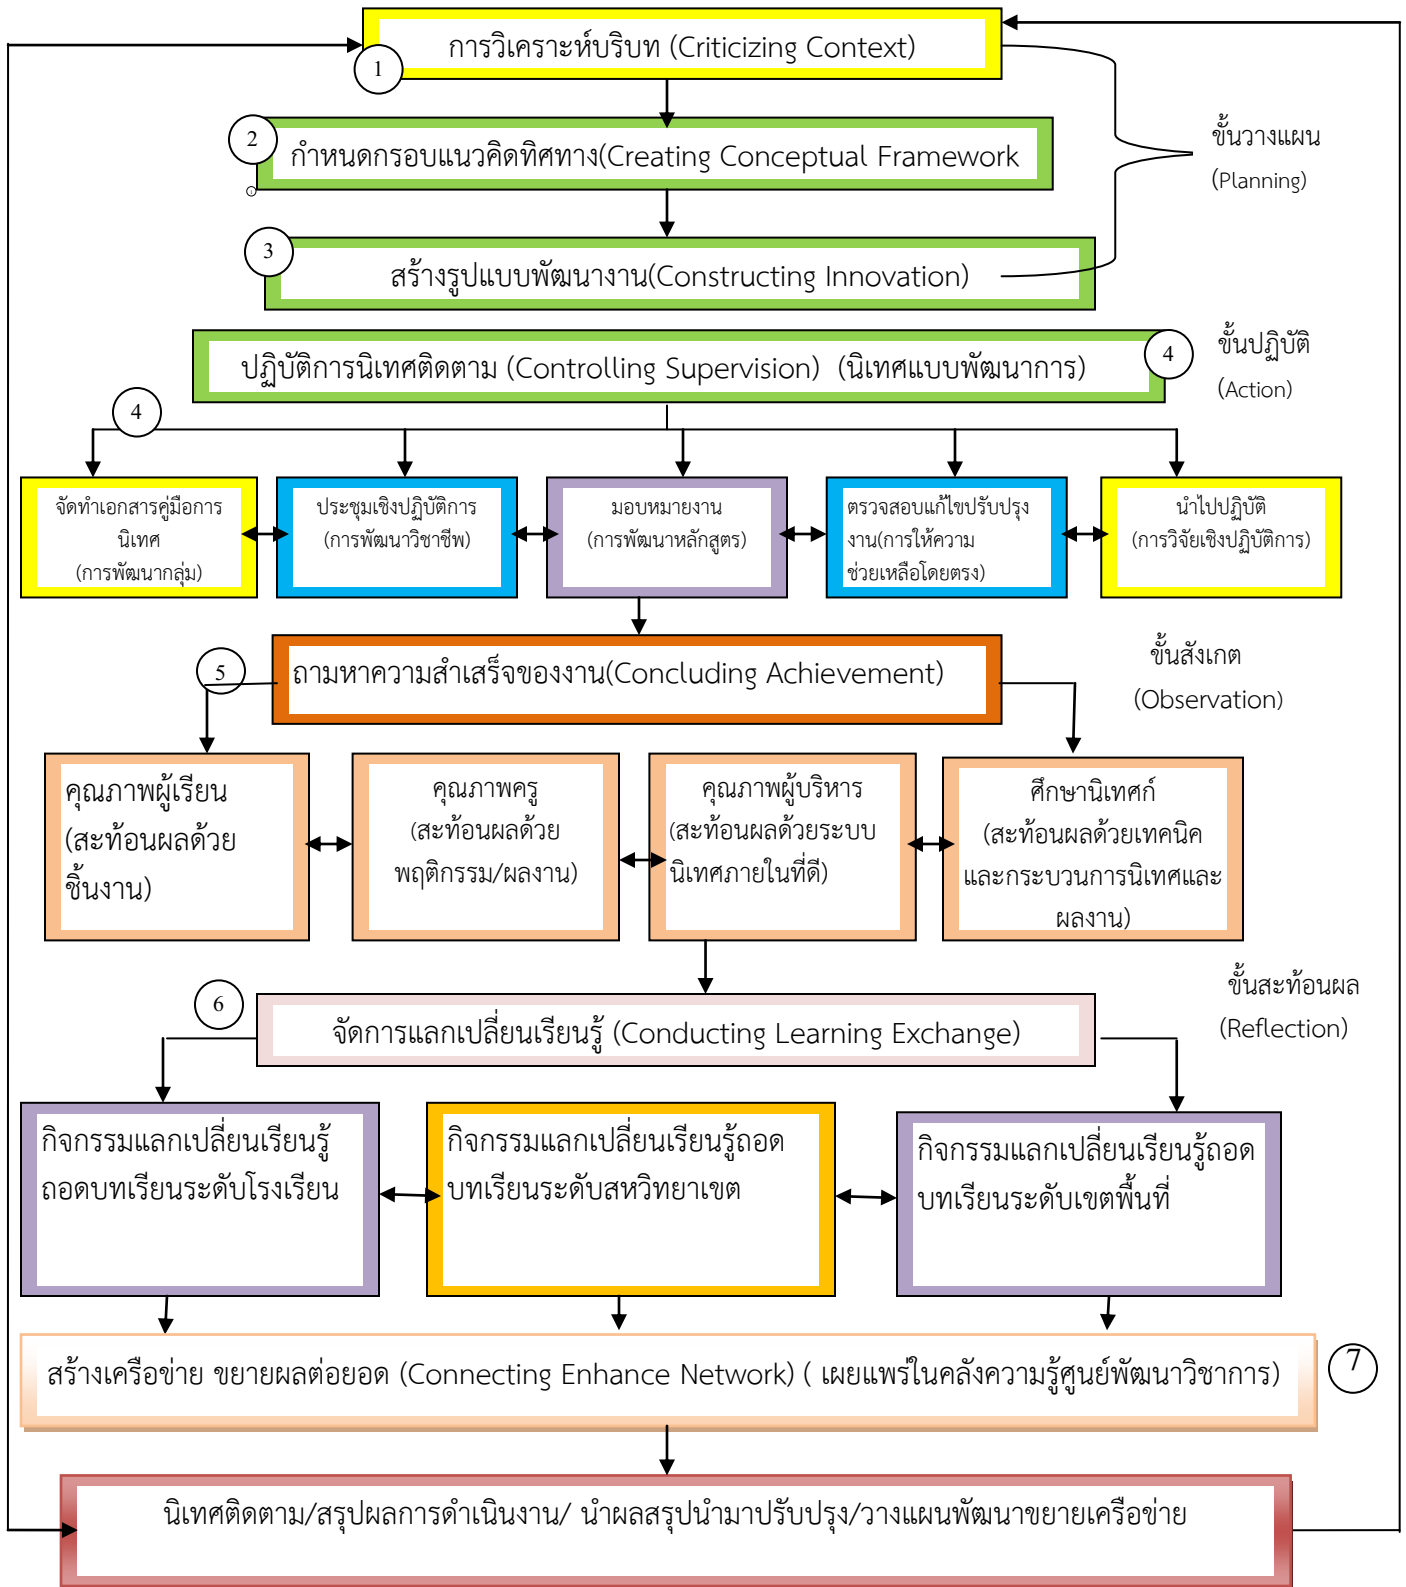 การวิเคราะห์บริบท (Criticizing Context)
1
2
กำหนดกรอบแนวคิดทิศทาง(Creating Conceptual Framework
ขั้นวางแผน
(Planning)
3
สร้างรูปแบบพัฒนางาน(Constructing Innovation)
ปฏิบัติการนิเทศติดตาม (Controlling Supervision) (นิเทศแบบพัฒนาการ)
4
ขั้นปฏิบัติ
(Action)
4
จัดทำเอกสารคู่มือการ
นิเทศ
(การพัฒนากลุ่ม)
ประชุมเชิงปฏิบัติการ
(การพัฒนาวิชาชีพ)
มอบหมายงาน
(การพัฒนาหลักสูตร)
ตรวจสอบแก้ไขปรับปรุง
งาน(การให้ความ
ช่วยเหลือโดยตรง)
นำไปปฏิบัติ
(การวิจัยเชิงปฏิบัติการ)
5
ถามหาความสำเร็จของงาน(Concluding Achievement)
ขั้นสังเกต
(Observation)
คุณภาพผู้เรียน
(สะท้อนผลด้วย
ชิ้นงาน)
คุณภาพครู
(สะท้อนผลด้วย
พฤติกรรม/ผลงาน)
คุณภาพผู้บริหาร
(สะท้อนผลด้วยระบบ
นิเทศภายในที่ดี)
ศึกษานิเทศก์
(สะท้อนผลด้วยเทคนิค
และกระบวนการนิเทศและ
ผลงาน)
6
จัดการแลกเปลี่ยนเรียนรู้ (Conducting Learning Exchange)
ขั้นสะท้อนผล
(Reflection)
กิจกรรมแลกเปลี่ยนเรียนรู้
ถอดบทเรียนระดับโรงเรียน
กิจกรรมแลกเปลี่ยนเรียนรู้ถอด
บทเรียนระดับสหวิทยาเขต
กิจกรรมแลกเปลี่ยนเรียนรู้ถอด
บทเรียนระดับเขตพื้นที่
สร้างเครือข่าย ขยายผลต่อยอด (Connecting Enhance Network) ( เผยแพร่ในคลังความรู้ศูนย์พัฒนาวิชาการ)
7
นิเทศติดตาม/สรุปผลการดำเนินงาน/ นำผลสรุปนำมาปรับปรุง/วางแผนพัฒนาขยายเครือข่าย